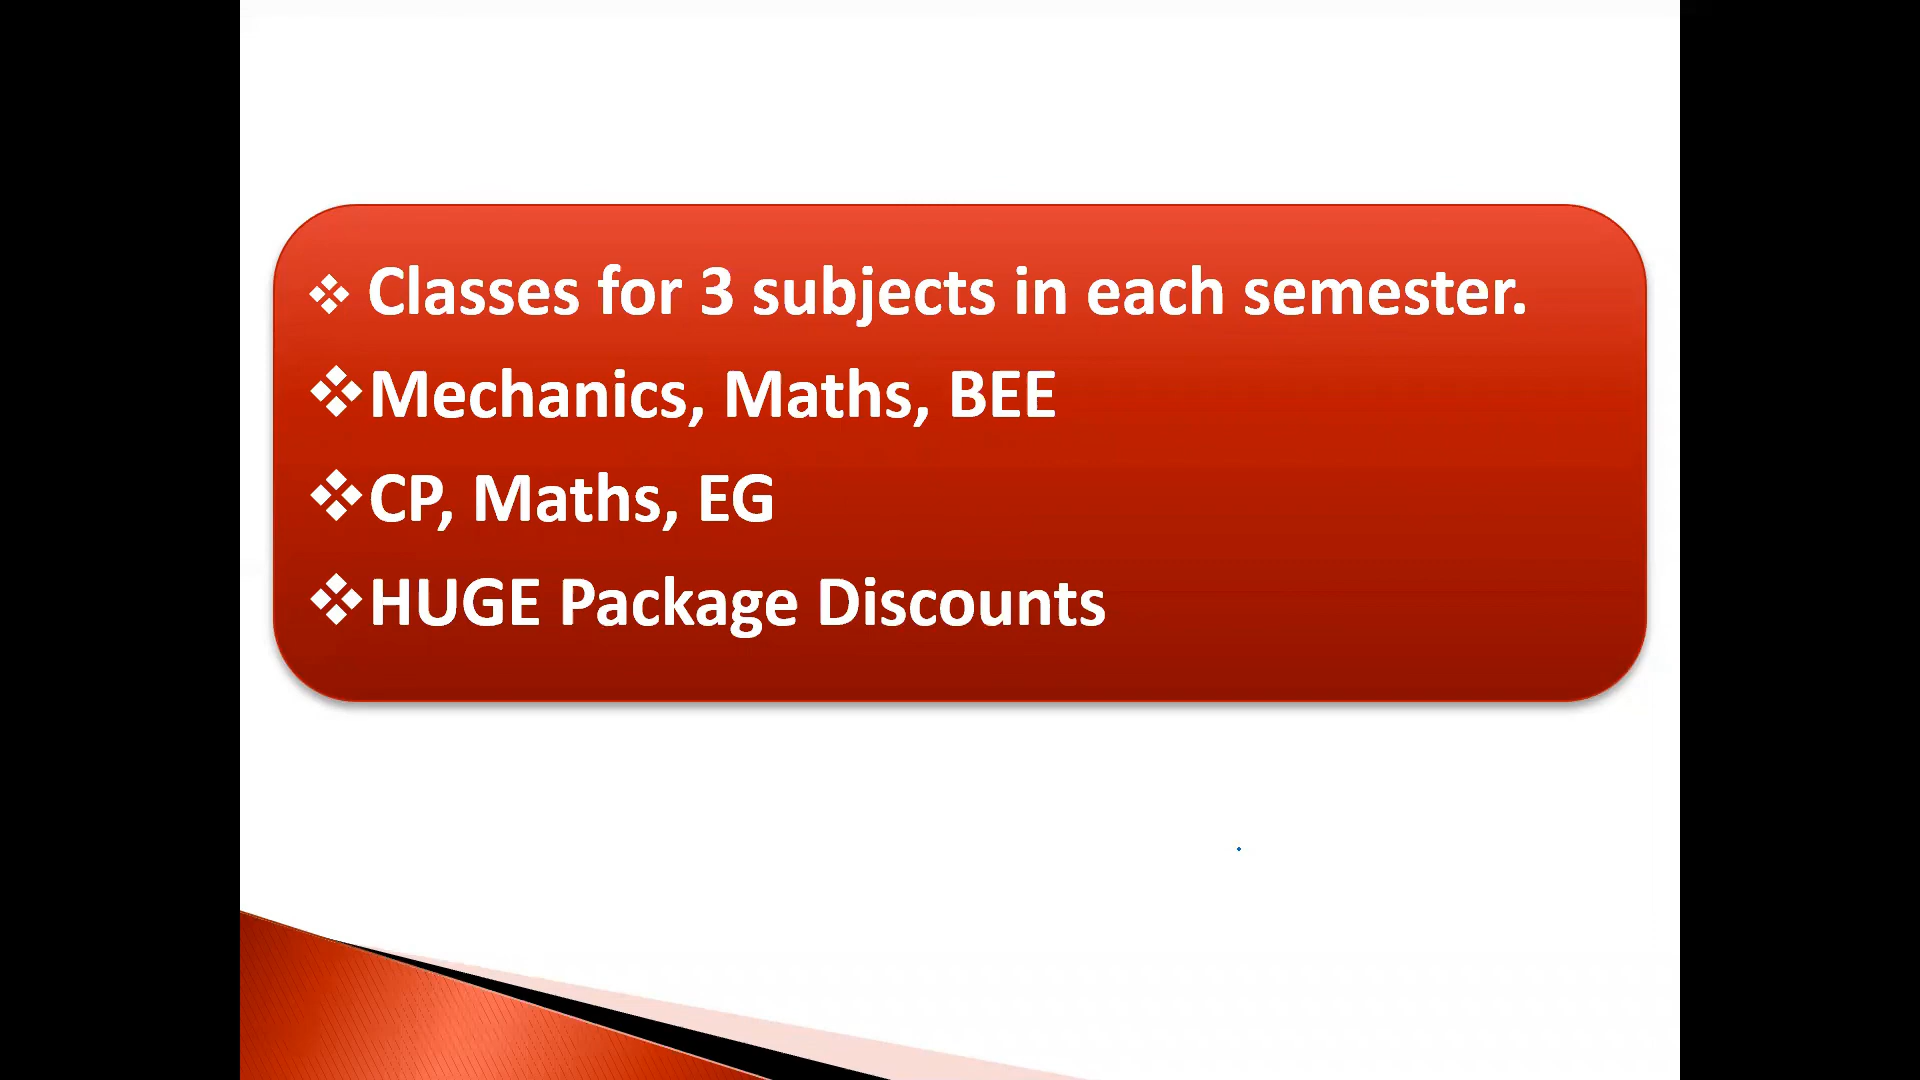 ❖ Classes for 3 subjects in each semester.
❖Mechanics, Maths, BEE
❖CP, Maths, EG
❖HUGE Package Discounts